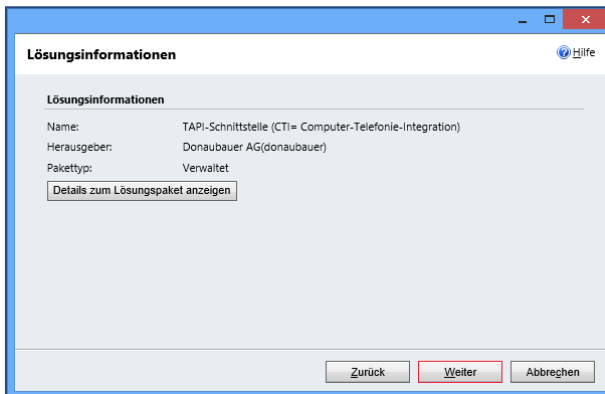 Lösungsinformationen
Hilfe
Lösungsinformationen
Name: TAPI-Schnittstelle (CTI= Computer-Telefonie-Integration)
Herausgeber: Donaubauer AG(donaubauer)
Pakettyp: Verwaltet
Details zum Lösungspaket anzeigen
Zurück Weiter Abbrechen